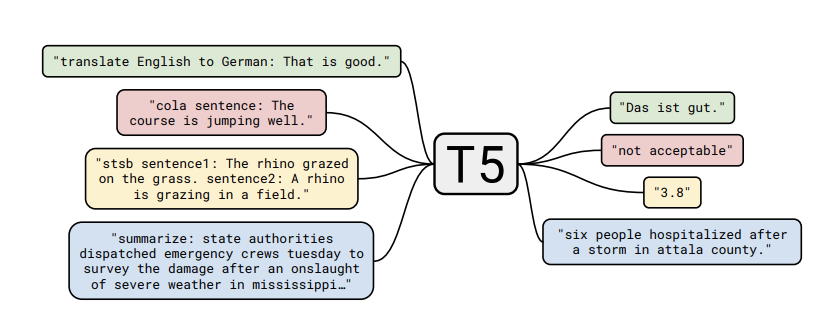 "translate English to German: That is good."
"cola sentence: The
course is jumping well."
"stsb sentence1: The rhino grazed
on the grass. sentence2: A rhino
is grazing in a field."
"summarize: state authorities
dispatched emergency crews tuesday to
survey the damage after an onslaught
of severe weather in mississippi…"
T5
"Das ist gut."
"not acceptable"
"3.8"
"six people hospitalized after
a storm in attala county."